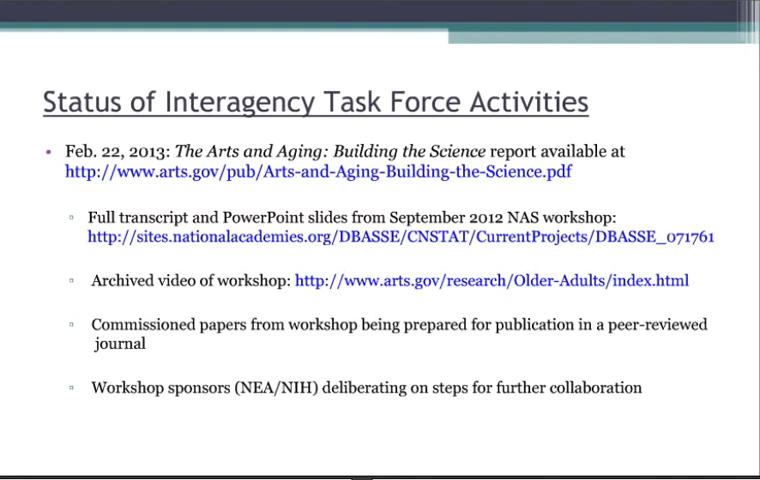 Status of Interagency Task Force Activities
• Feb. 22, 2013: The Arts and Aging: Building the Science report available at
http://www.arts.gov/pub/Arts-and-Aging-Building-the-Science.pdf
▫ Full transcript and PowerPoint slides from September 2012 NAS workshop:
http://sites.nationalacademies.org/DBASSE/CNSTAT/CurrentProjects/DBASSE_071761
▫ Archived video of workshop: http://www.arts.gov/research/Older-Adults/index.html
▫ Commissioned papers from workshop being prepared for publication in a peer-reviewed
journal
▫ Workshop sponsors (NEA/NIH) deliberating on steps for further collaboration